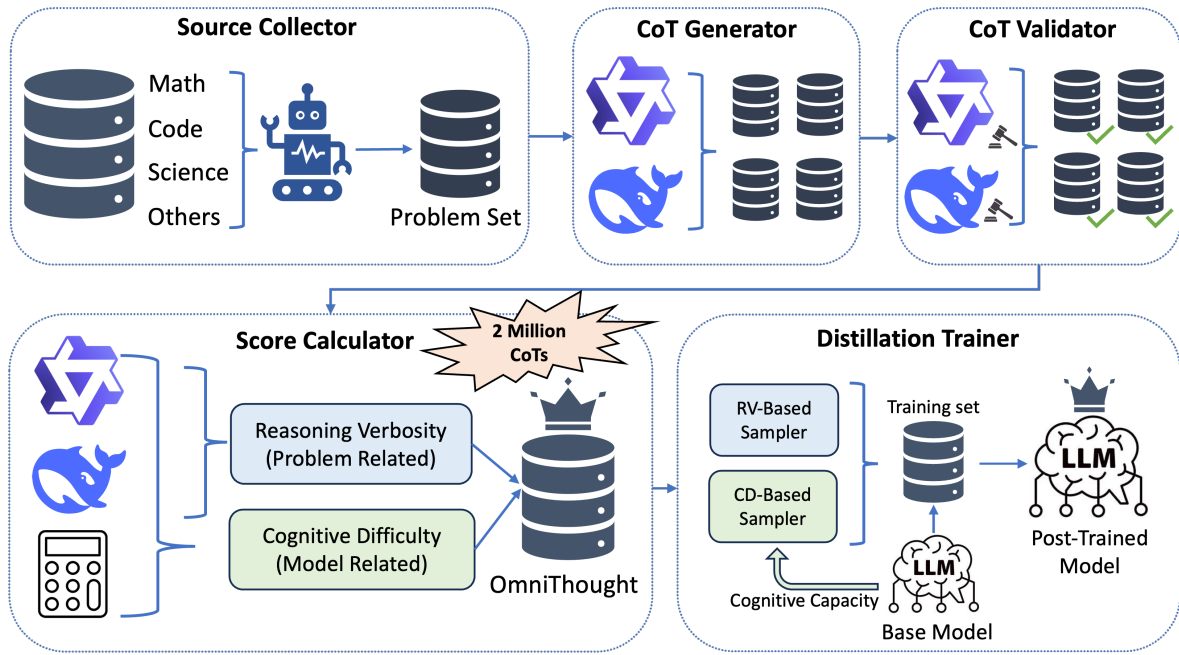 Source Collector
Math
Code
Science
Others
Problem Set
CoT Generator
CoT Validator
Score Calculator
2 Million
CoTs
Reasoning Verbosity
(Problem Related)
Cognitive Difficulty
(Model Related)
OmniThought
Distillation Trainer
RV-Based
Sampler
CD-Based
Sampler
Training set
LLM
Cognitive Capacity
Base Model
LLM
Post-Trained
Model